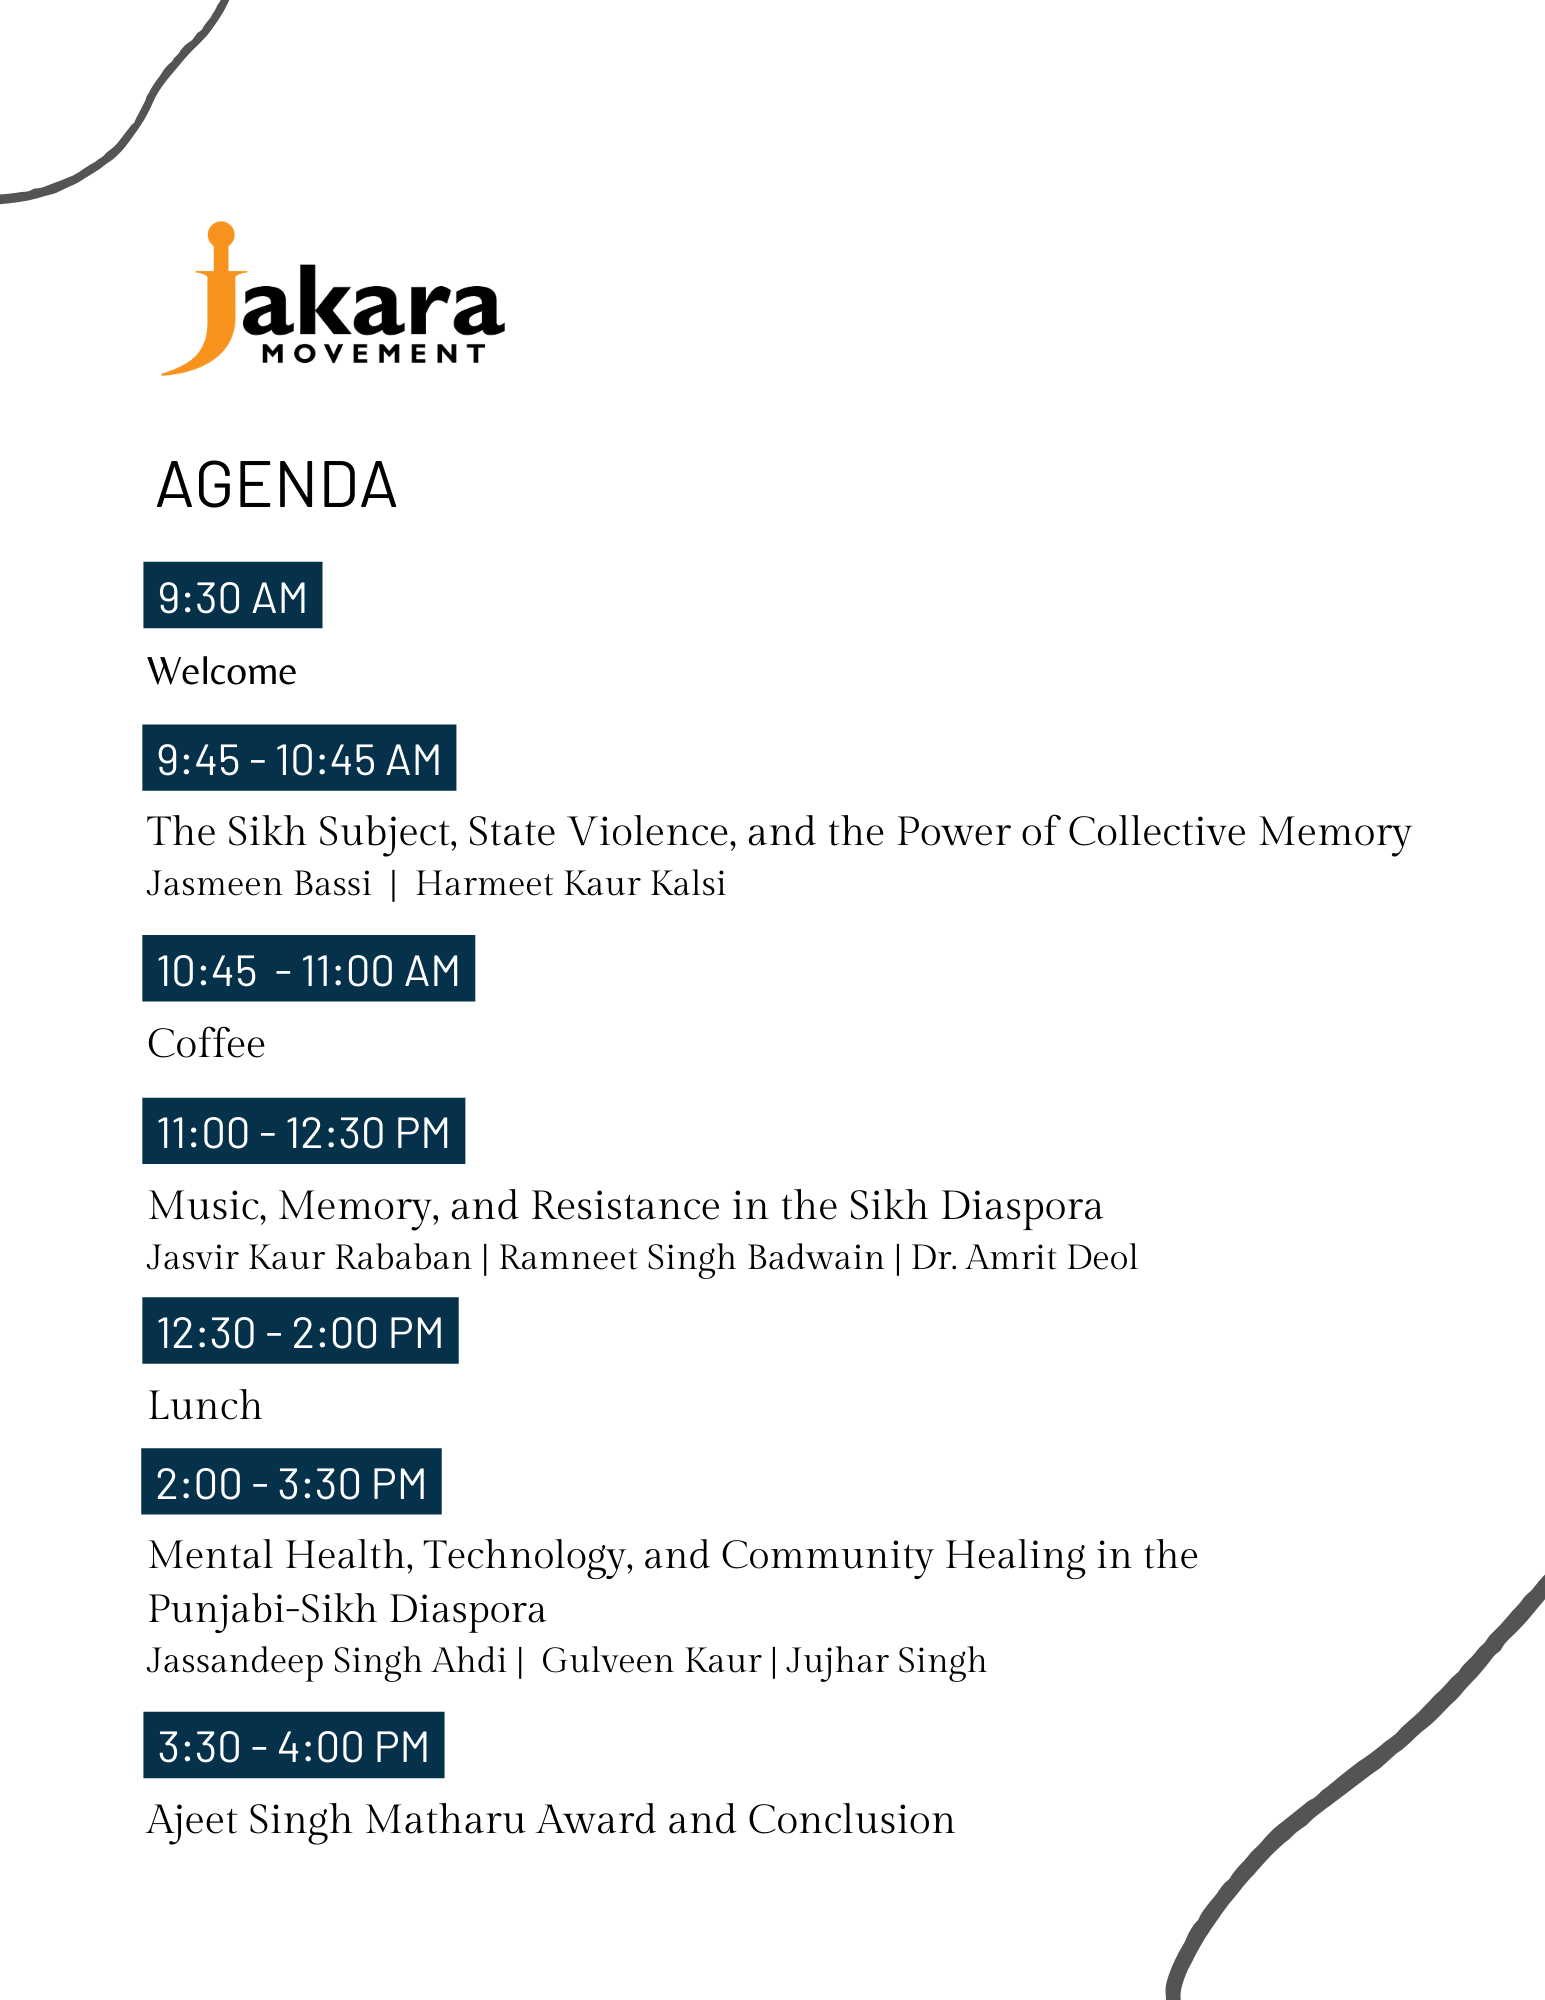 jakara
MOVEMENT
AGENDA
9:30 AM
Welcome
9:45 - 10:45 AM
The Sikh Subject, State Violence, and the Power of Collective Memory
Jasmeen Bassi | Harmeet Kaur Kalsi
10:45 - 11:00 AM
Coffee
11:00 - 12:30 PM
Music, Memory, and Resistance in the Sikh Diaspora
Jasvir Kaur Rababan | Ramneet Singh Badwain | Dr. Amrit Deol
12:30 - 2:00 PM
Lunch
2:00 - 3:30 PM
Mental Health, Technology, and Community Healing in the
Punjabi-Sikh Diaspora
Jassandeep Singh Ahdi | Gulveen Kaur | Jujhar Singh
3:30 - 4:00 PM
Ajeet Singh Matharu Award and Conclusion